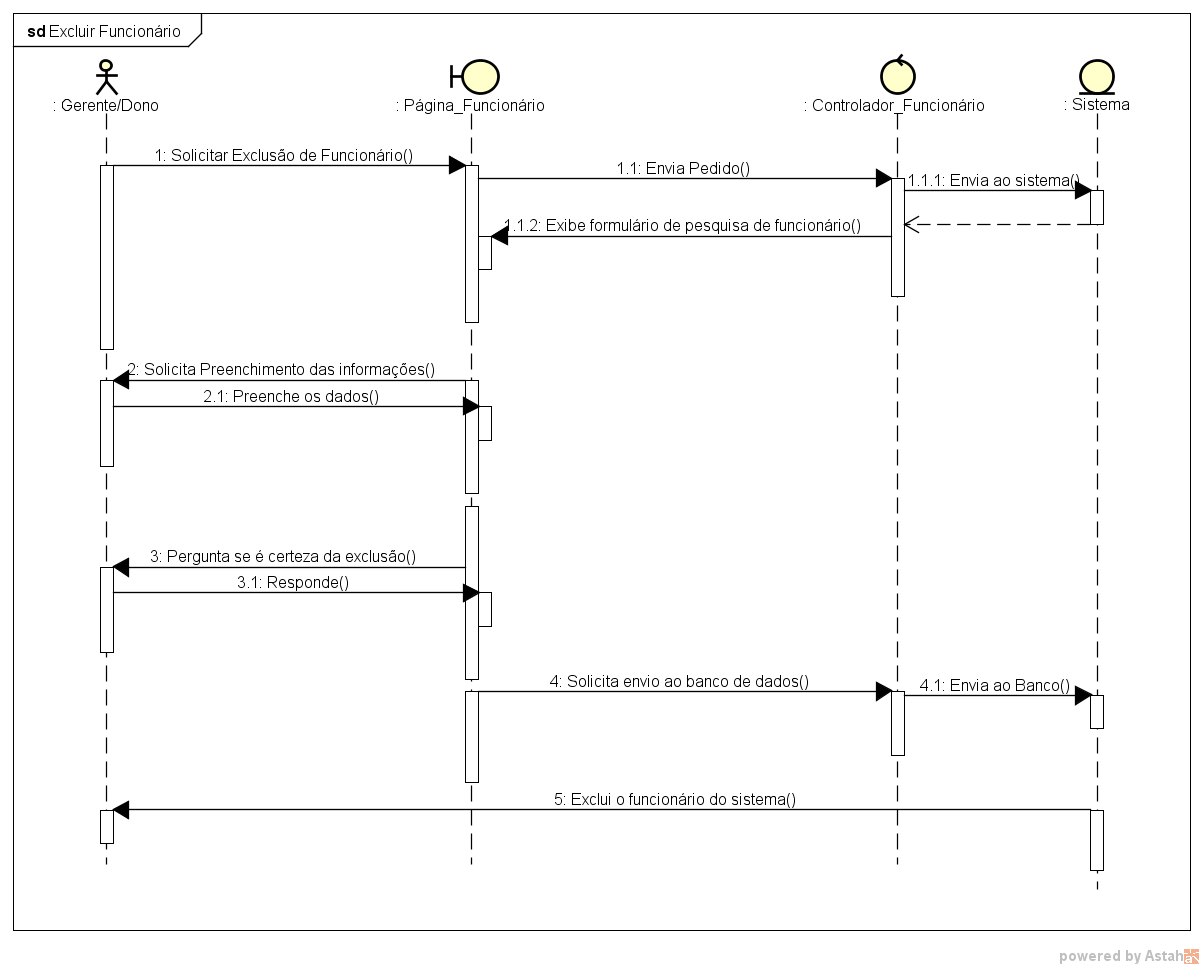 sd Excluir Funcionário
: Gerente/Dono
: Página_Funcionário
: Controlador_Funcionário
: Sistema
1: Solicitar Exclusão de Funcionário()
1.1: Envia Pedido()
1.1.1: Envia ao sistema()
1.1.2: Exibe formulário de pesquisa de funcionário()
2: Solicita Preenchimento das informações()
2.1: Preenche os dados()
3: Pergunta se é certeza da exclusão()
3.1: Responde()
4: Solicita envio ao banco de dados()
4.1: Envia ao Banco()
5: Exclui o funcionário do sistema()
powered by Astah